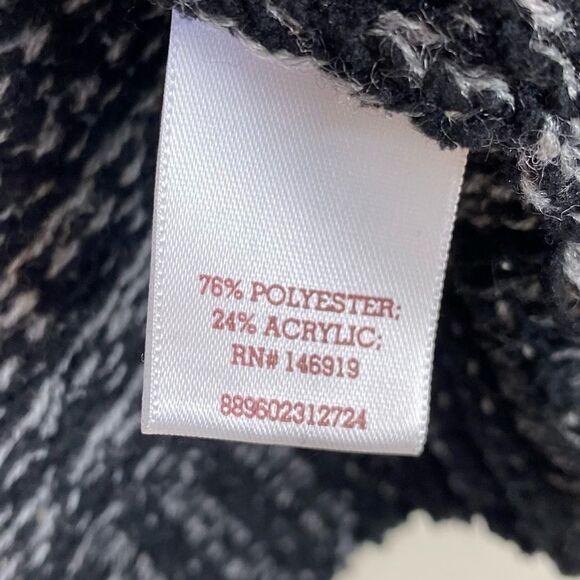 76% POLYESTER;
24% ACRYLIC;
RN# 146919
889602312724